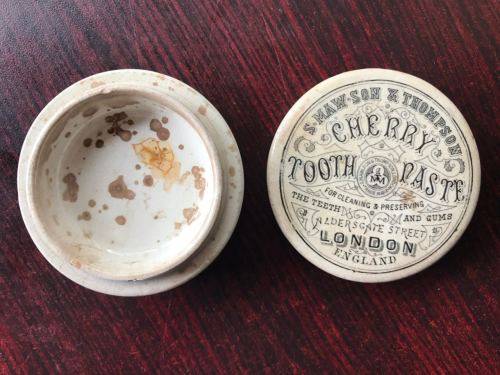 S. MAW·SON & THOMPSON
CHERRY
TOOTH PASTE
FOR CLEANING & PRESERVING
THE TEETH AND GUMS
ALDERSGATE STREET
LONDON
ENGLAND